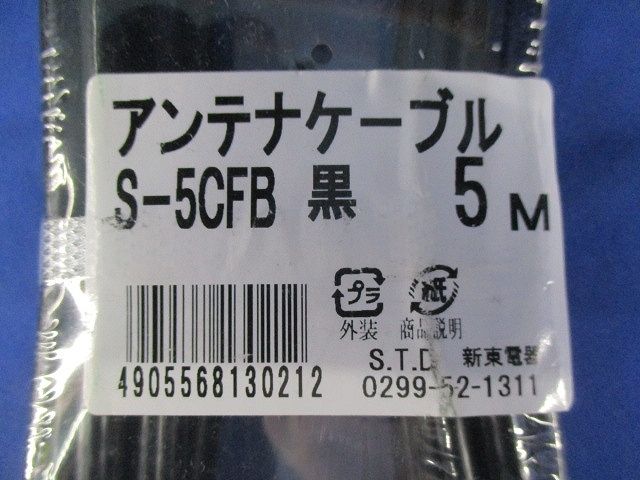 アンテナケーブル
S-5CFB 黒 5M
プラ 紙
外装 商品説明
4905568130212
S.T.D 新東電器
0299-52-1311